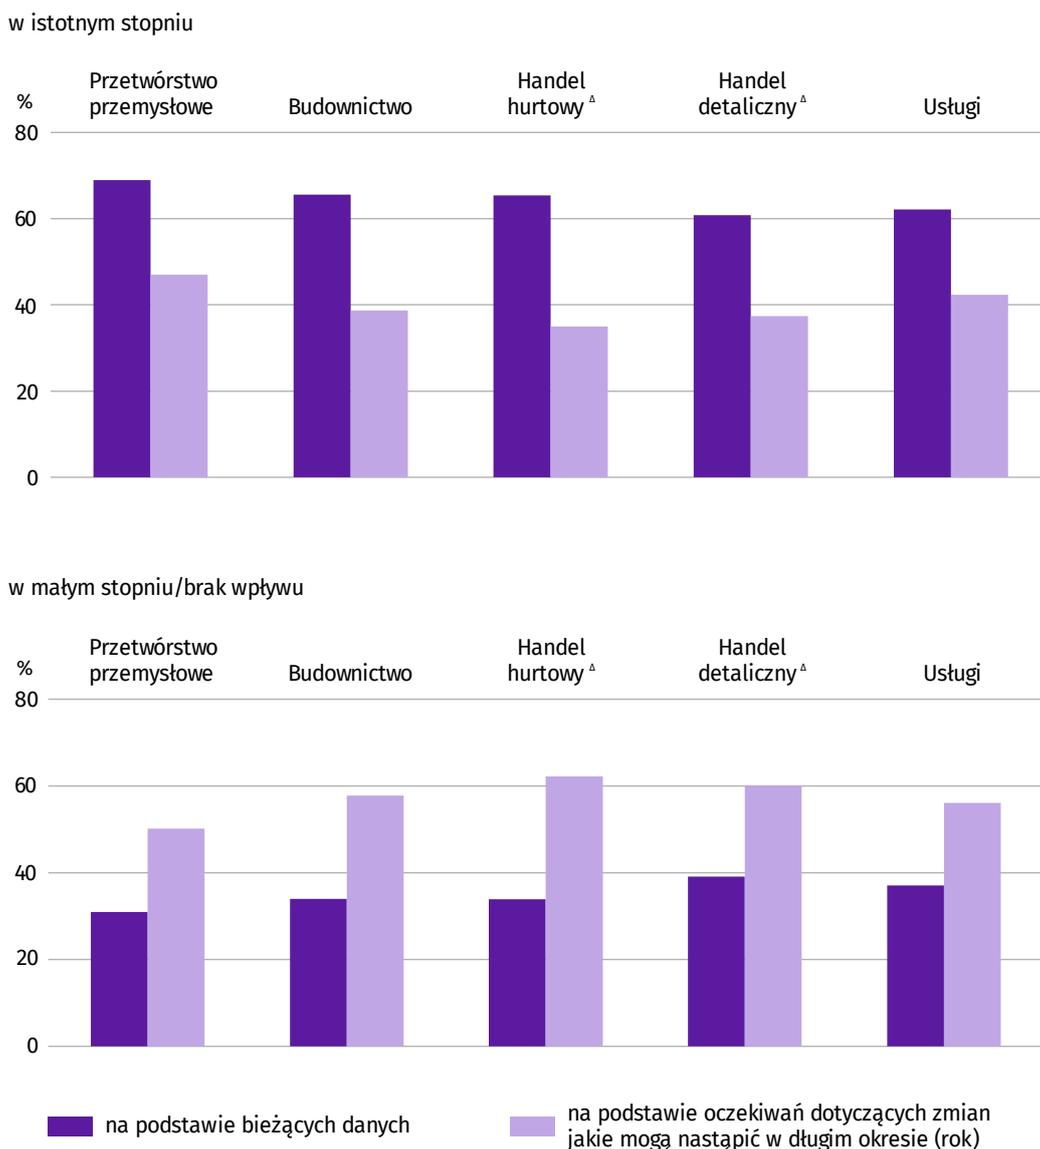 w istotnym stopniu
Przetwórstwo
przemysłowe
Budownictwo
Handel
hurtowy Δ
Handel
detaliczny Δ
Usługi
%
80
60
40
20
0
w małym stopniu/brak wpływu
Przetwórstwo
przemysłowe
Budownictwo
Handel
hurtowy Δ
Handel
detaliczny Δ
Usługi
%
80
60
40
20
0
na podstawie bieżących danych
na podstawie oczekiwań dotyczących zmian
jakie mogą nastąpić w długim okresie (rok)